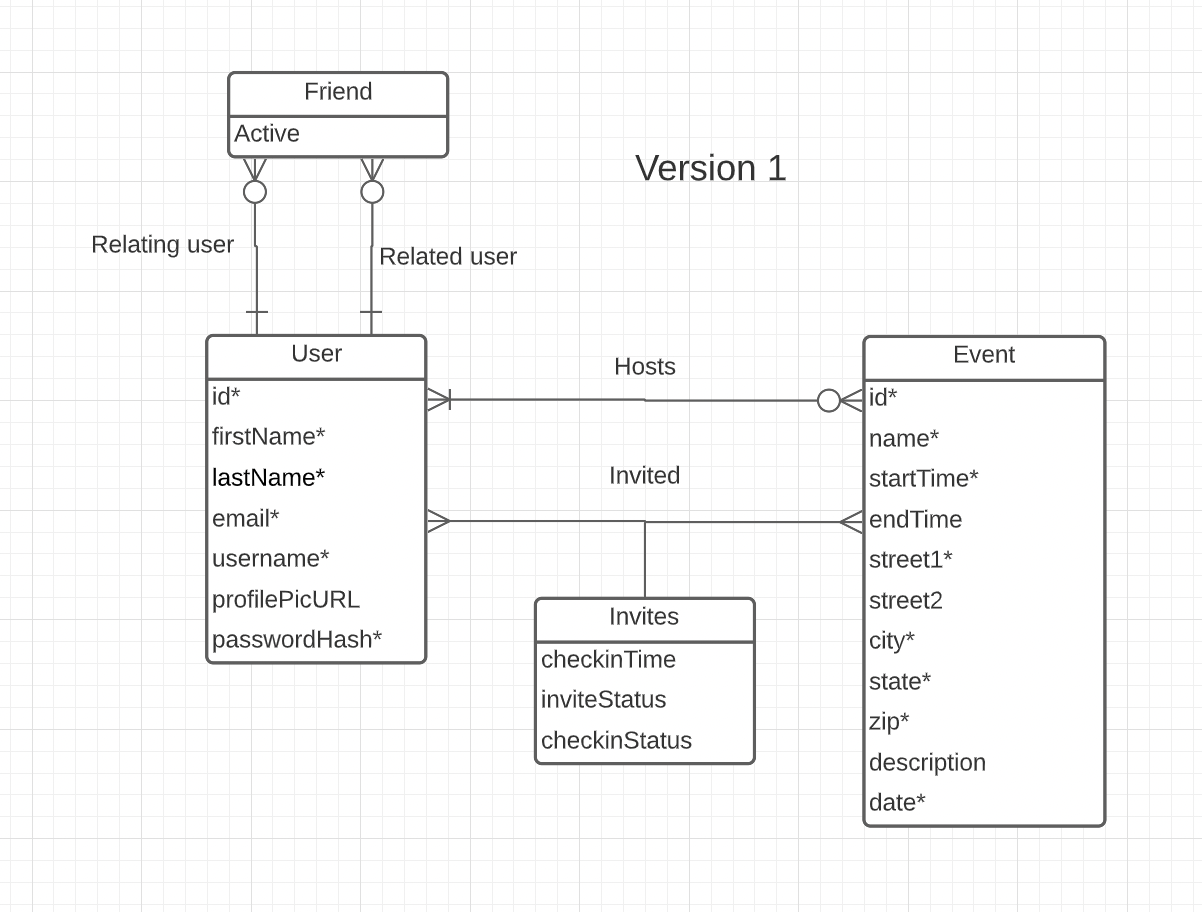 Friend
Active
Version 1
Relating user
Related user
User
id*
firstName*
lastName*
email*
username*
profilePicURL
passwordHash*
Hosts
Invited
Invites
checkinTime
inviteStatus
checkinStatus
Event
id*
name*
startTime*
endTime
street1*
street2
city*
state*
zip*
description
date*